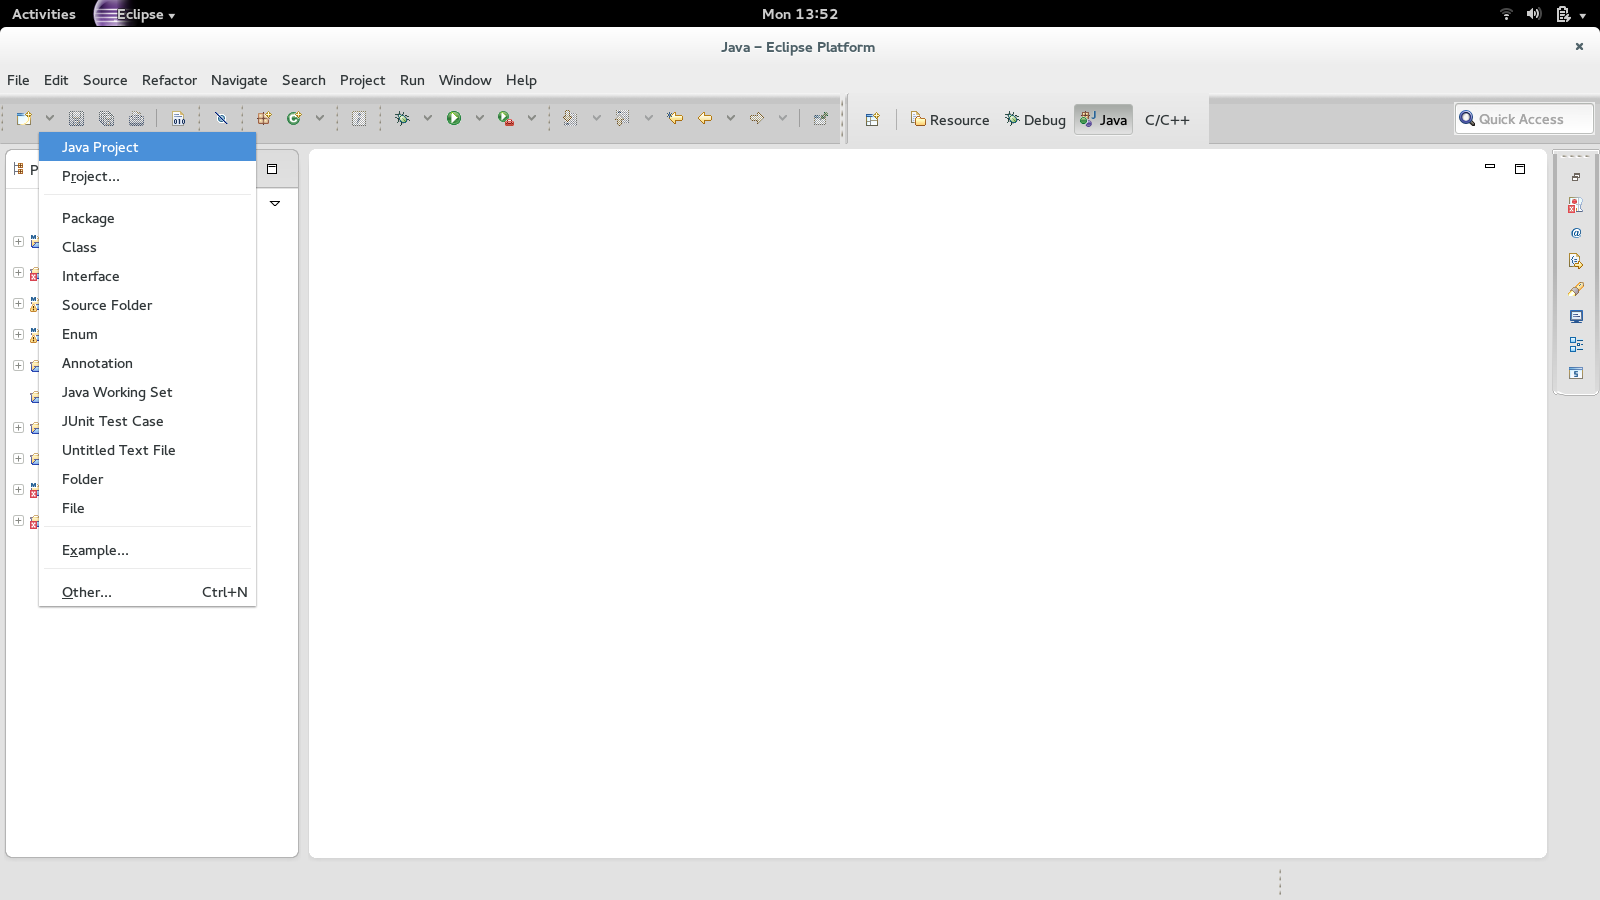 Activities Eclipse Mon 13:52
Java – Eclipse Platform
File Edit Source Refactor Navigate Search Project Run Window Help
010 Resource Debug Java C/C++ Quick Access
Java Project
P
Project...
Package
Class
Interface
Source Folder
Enum
Annotation
Java Working Set
JUnit Test Case
Untitled Text File
Folder
File
Example...
Other... Ctrl+N